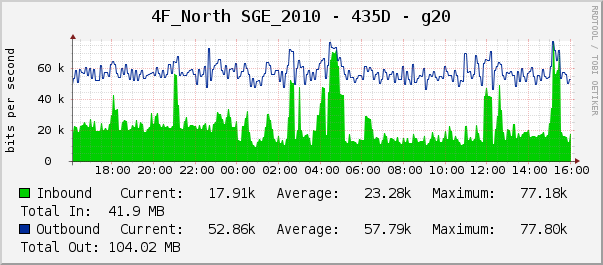 4F_North SGE_2010 - 435D - g20
RRDTOOL / TOBI OETIKER
bits per second
60 k
40 k
20 k
0
18:00 20:00 22:00 00:00 02:00 04:00 06:00 08:00 10:00 12:00 14:00 16:00
Inbound Current: 17.91k Average: 23.28k Maximum: 77.18k
Total In: 41.9 MB
Outbound Current: 52.86k Average: 57.79k Maximum: 77.80k
Total Out: 104.02 MB